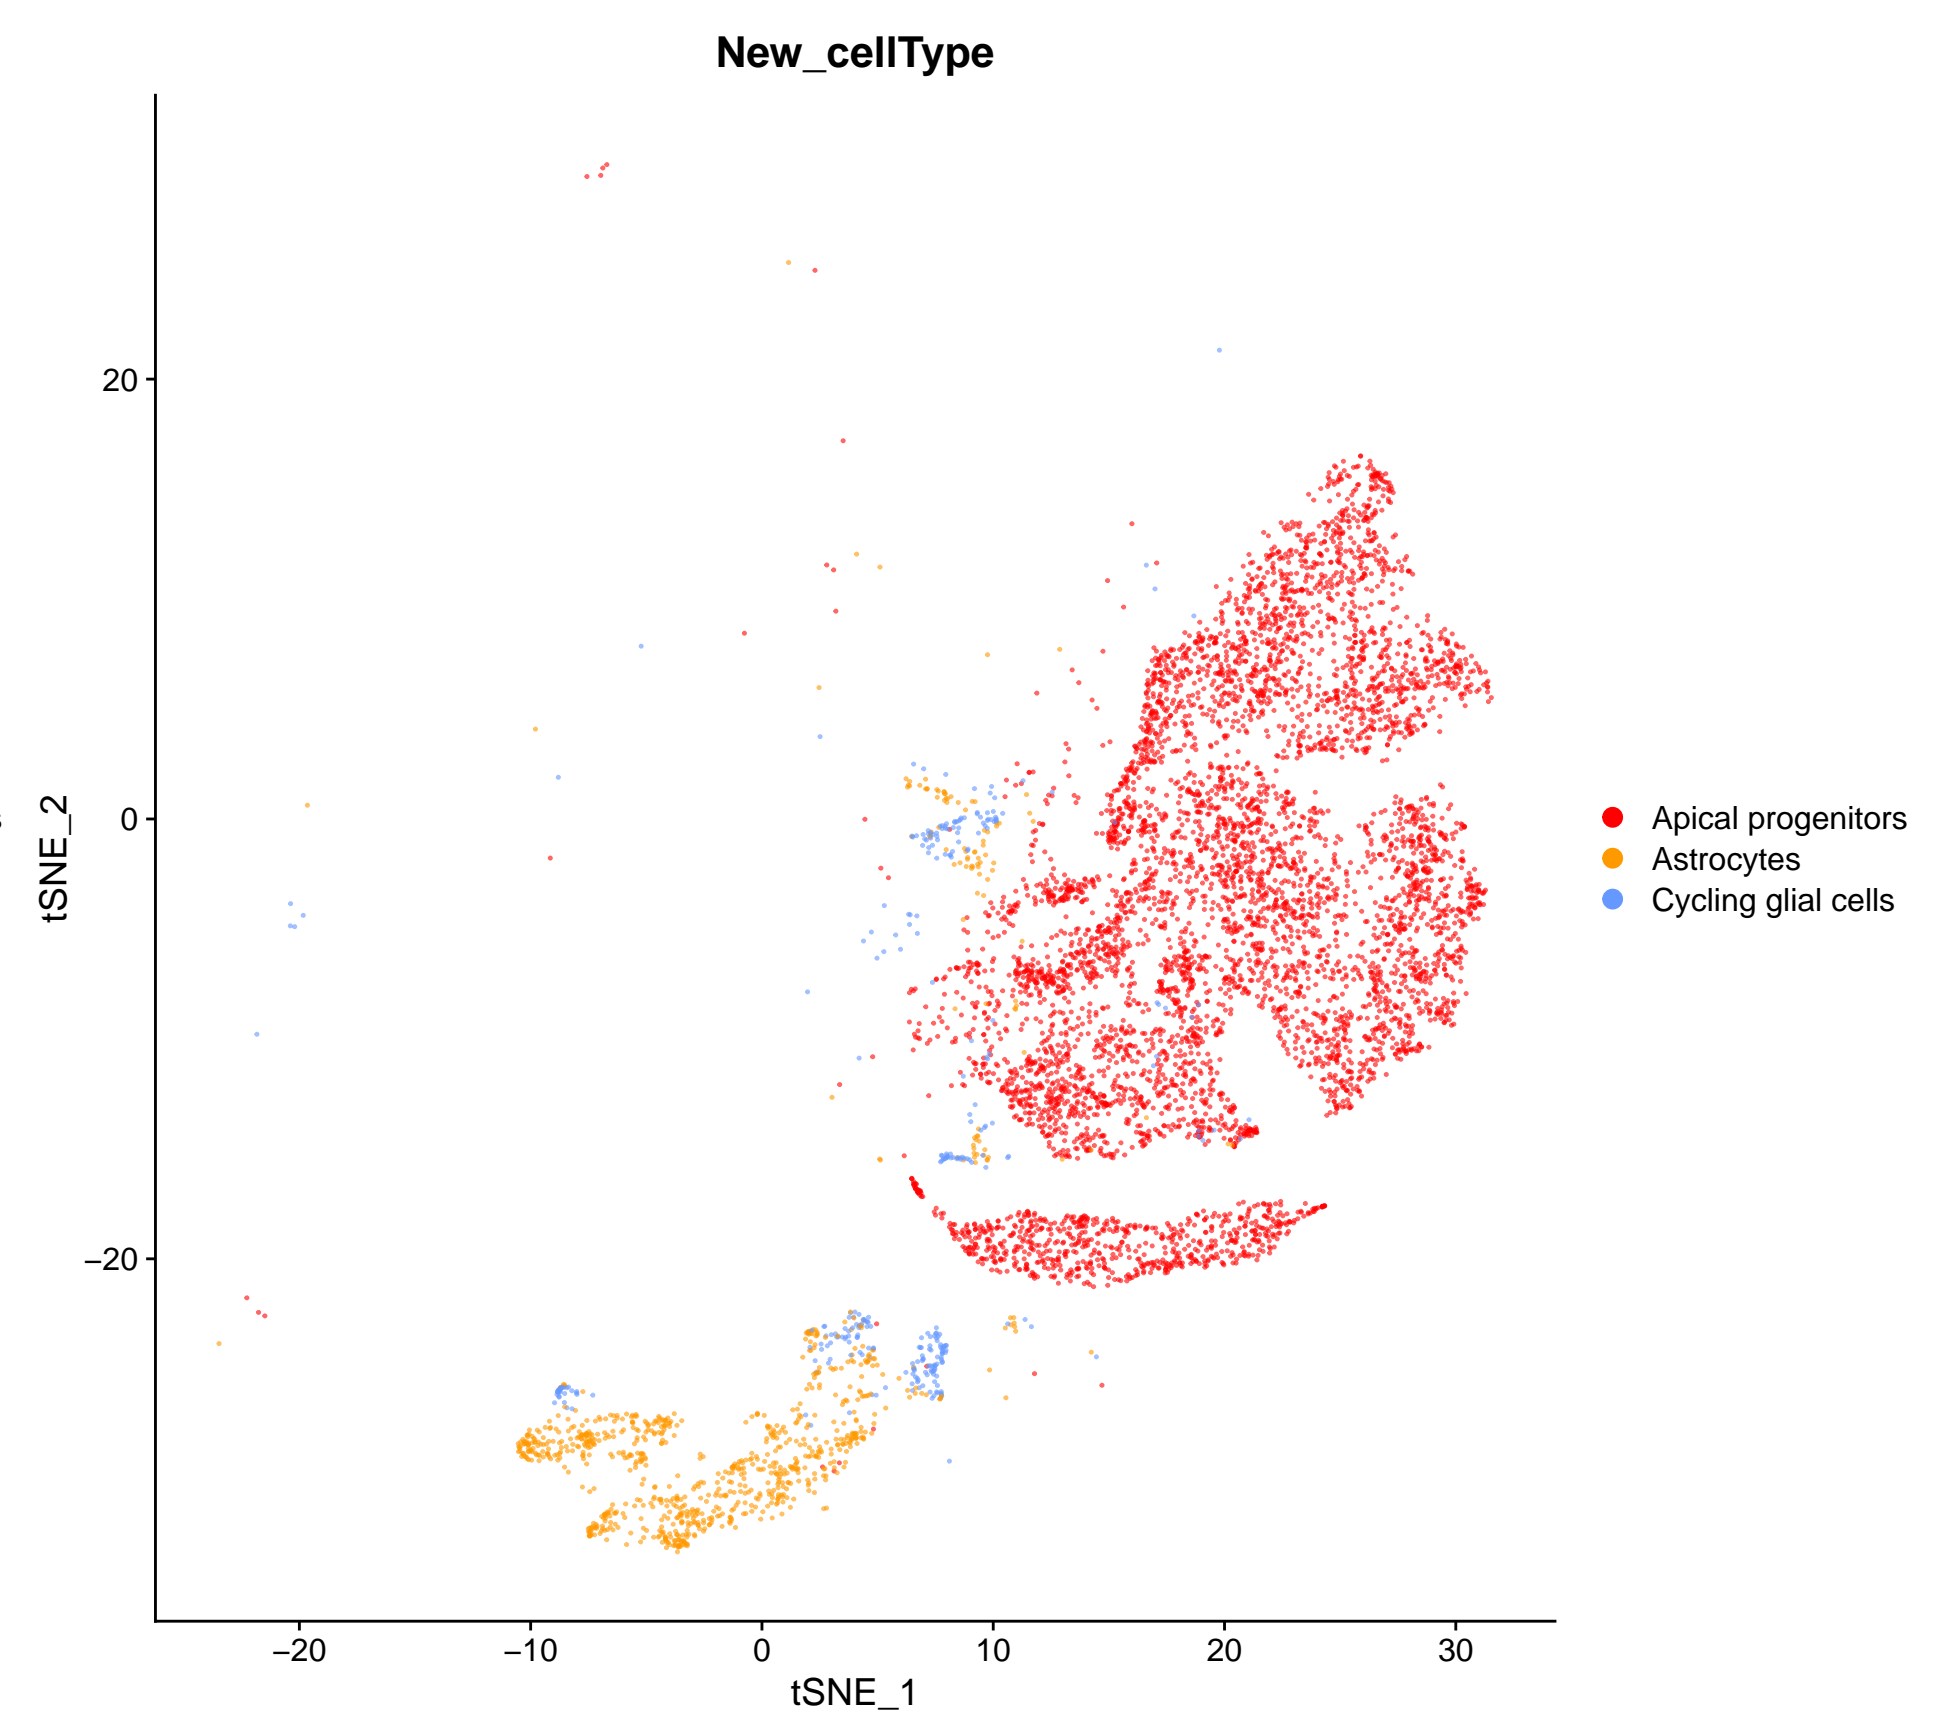 New_cellType
tSNE_2
20
0
−20
−20
−10
0
10
20
30
tSNE_1
Apical progenitors
Astrocytes
Cycling glial cells